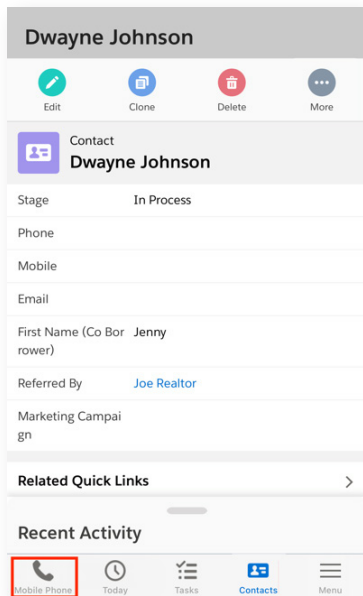 Dwayne Johnson
Edit Clone Delete More
Contact
Dwayne Johnson
Stage In Process
Phone
Mobile
Email
First Name (Co Bor Jenny
rower)
Referred By Joe Realtor
Marketing Campai
gn
Related Quick Links
Recent Activity
Mobile Phone Today Tasks Contacts Menu